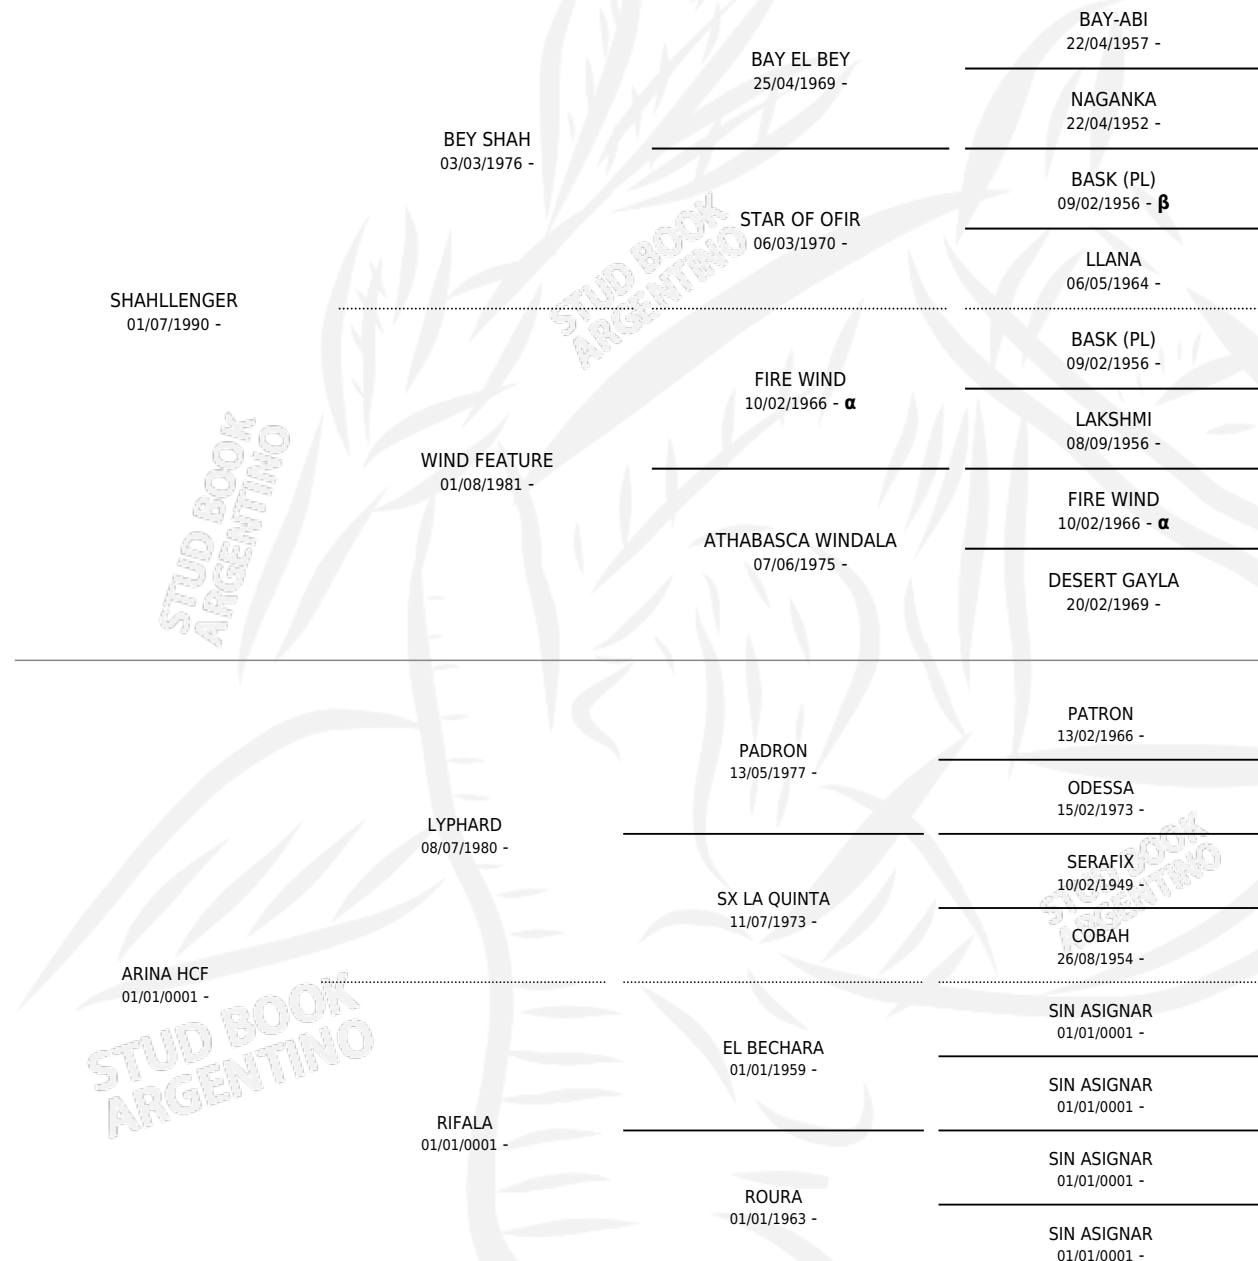 SHAHLLENGER
01/07/1990 -
BEY SHAH
03/03/1976 -
BAY EL BEY
25/04/1969 -
BAY-ABI
22/04/1957 -
NAGANKA
22/04/1952 -
STAR OF OFIR
06/03/1970 -
BASK (PL)
09/02/1956 - β
LLANA
06/05/1964 -
WIND FEATURE
01/08/1981 -
FIRE WIND
10/02/1966 - α
BASK (PL)
09/02/1956 -
LAKSHMI
08/09/1956 -
ATHABASCA WINDALA
07/06/1975 -
FIRE WIND
10/02/1966 - α
DESERT GAYLA
20/02/1969 -
ARINA HCF
01/01/0001 -
LYPHARD
08/07/1980 -
PADRON
13/05/1977 -
PATRON
13/02/1966 -
ODESSA
15/02/1973 -
SX LA QUINTA
11/07/1973 -
SERAFIX
10/02/1949 -
COBAH
26/08/1954 -
RIFALA
01/01/0001 -
EL BECHARA
01/01/1959 -
SIN ASIGNAR
01/01/0001 -
SIN ASIGNAR
01/01/0001 -
ROURA
01/01/1963 -
SIN ASIGNAR
01/01/0001 -
SIN ASIGNAR
01/01/0001 -
STUD BOOK
ARGENTINO
STUD BOOK
ARGENTINO
STUD BOOK
ARGENTINO
STUD BOOK
ARGENTINO